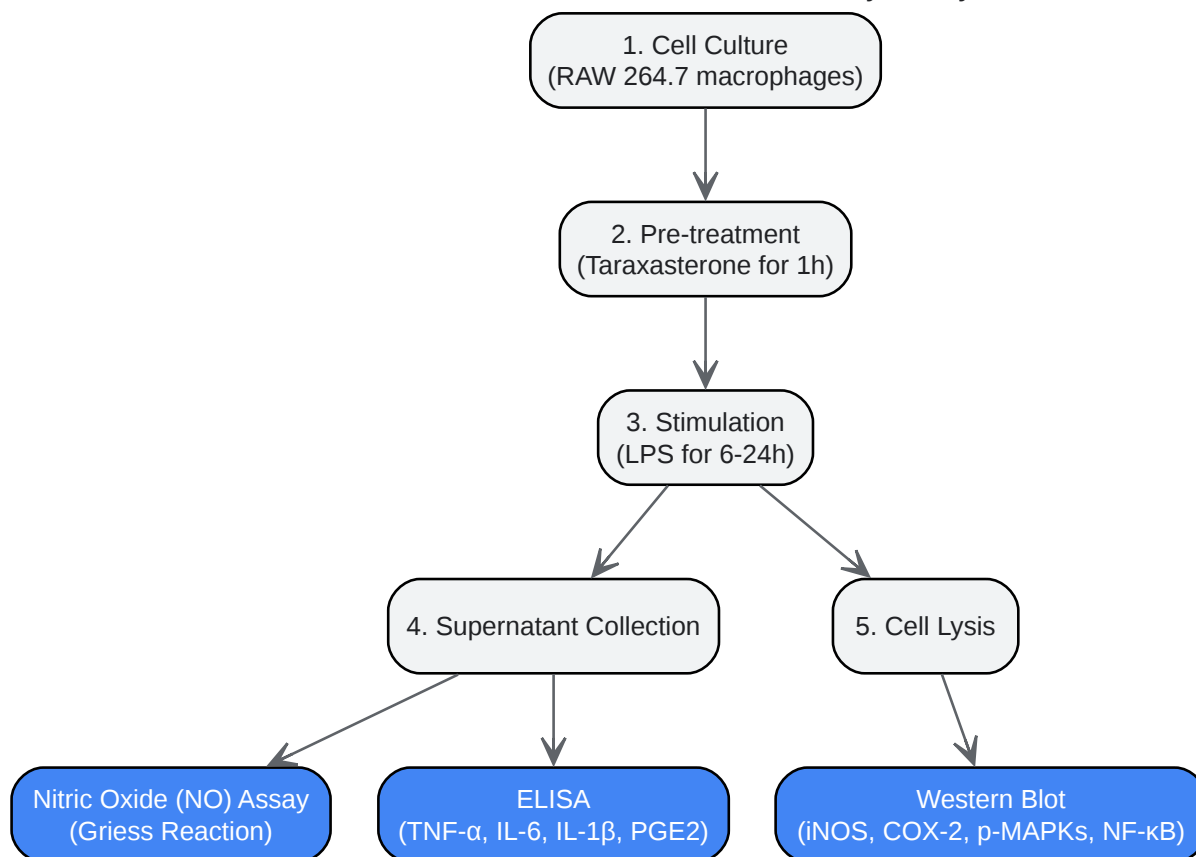 1. Cell Culture
(RAW 264.7 macrophages)
2. Pre-treatment
(Taraxasterone for 1h)
3. Stimulation
(LPS for 6-24h)
4. Supernatant Collection
5. Cell Lysis
Nitric Oxide (NO) Assay
(Griess Reaction)
ELISA
(TNF-α, IL-6, IL-1β, PGE2)
Western Blot
(iNOS, COX-2, p-MAPKs, NF-κB)